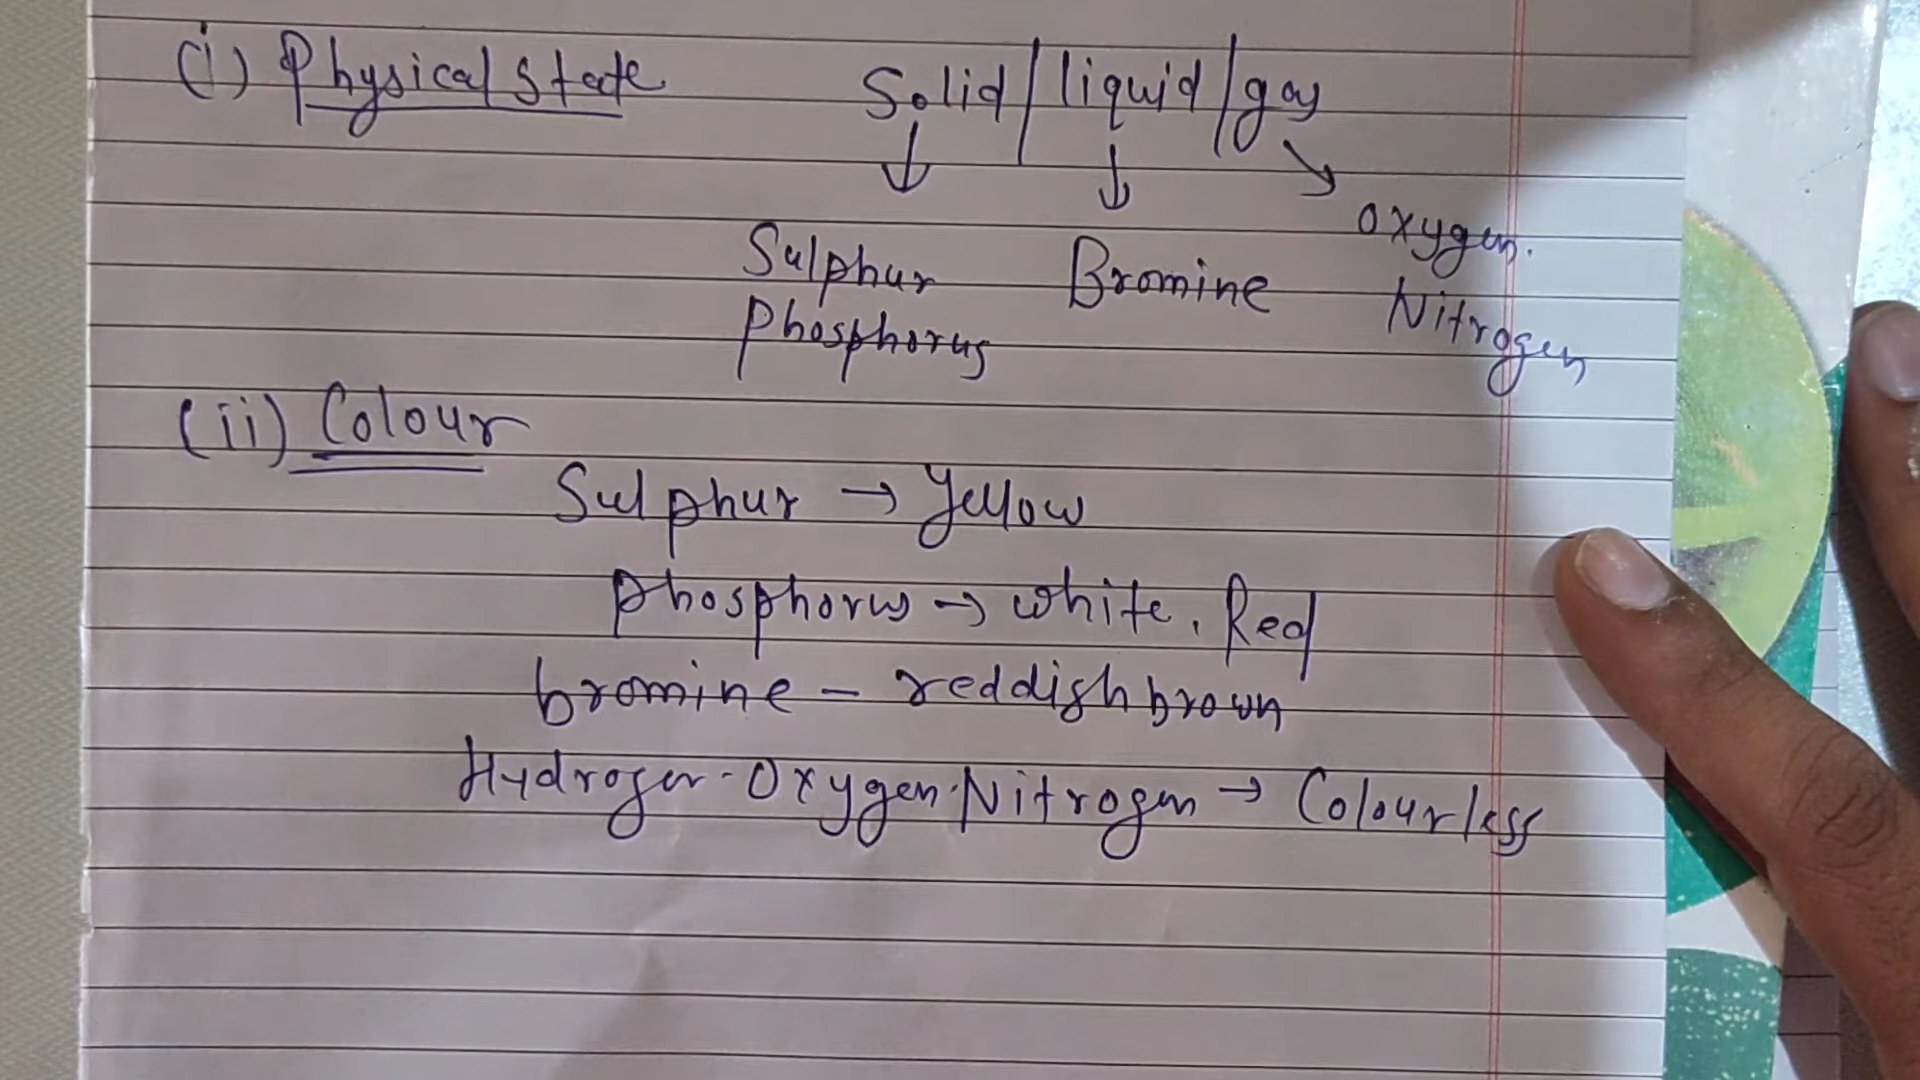 (i) Physical State Solid/liquid/gas
↓ ↓ ↘
Oxygen.
Sulphur Bromine Nitrogen
Phosphorus
(ii) Colour
Sulphur → Yellow
Phosphorus → white, Red
bromine – reddish brown
Hydrogen. Oxygen. Nitrogen → Colourless